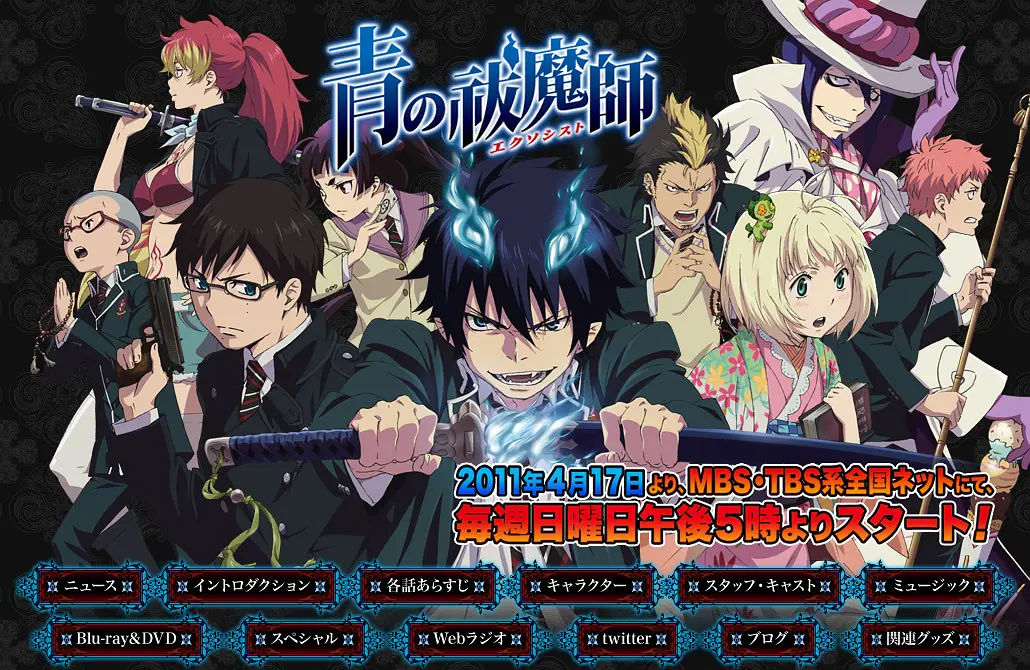 青の祓魔師
エクソシスト
2011年4月17日より、MBS・TBS系全国ネットにて、
毎週日曜日午後5時よりスタート!
ニュース イントロダクション 各話あらすじ キャラクター スタッフ・キャスト ミュージック
Blu-ray&DVD スペシャル Webラジオ twitter ブログ 関連グッズ